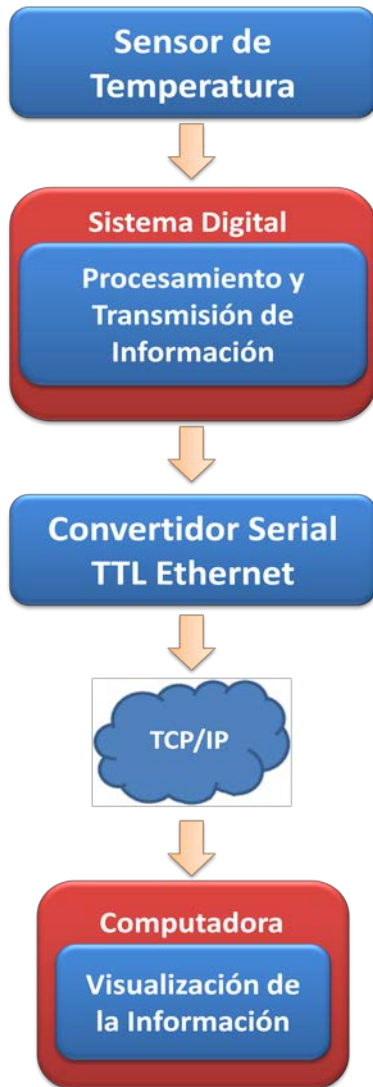 Sensor de
Temperatura
Sistema Digital
Procesamiento y
Transmisión de
Información
Convertidor Serial
TTL Ethernet
TCP/IP
Computadora
Visualización de
la Información